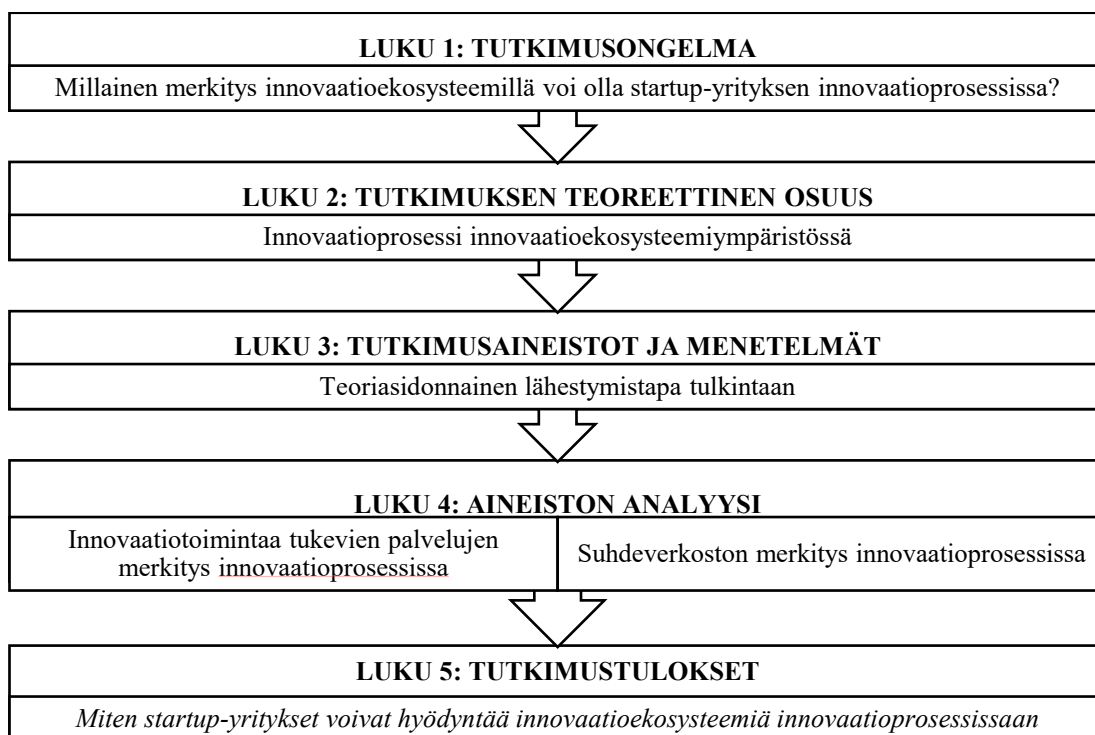 LUKU 1: TUTKIMUSONGELMA
Millainen merkitys innovaatioekosysteemillä voi olla startup-yrityksen innovaatioprosessissa?
LUKU 2: TUTKIMUKSEN TEOREETTINEN OSUUS
Innovaatioprosessi innovaatioekosysteemiympäristössä
LUKU 3: TUTKIMUSAINEISTOT JA MENETELMÄT
Teoriasidonnainen lähestymistapa tulkintaan
LUKU 4: AINEISTON ANALYYSI
Innovaatiotoimintaa tukevien palvelujen
merkitys innovaatioprosessissa
Suhdeverkoston merkitys innovaatioprosessissa
LUKU 5: TUTKIMUSTULOKSET
Miten startup-yritykset voivat hyödyntää innovaatioekosysteemiä innovaatioprosessissaan